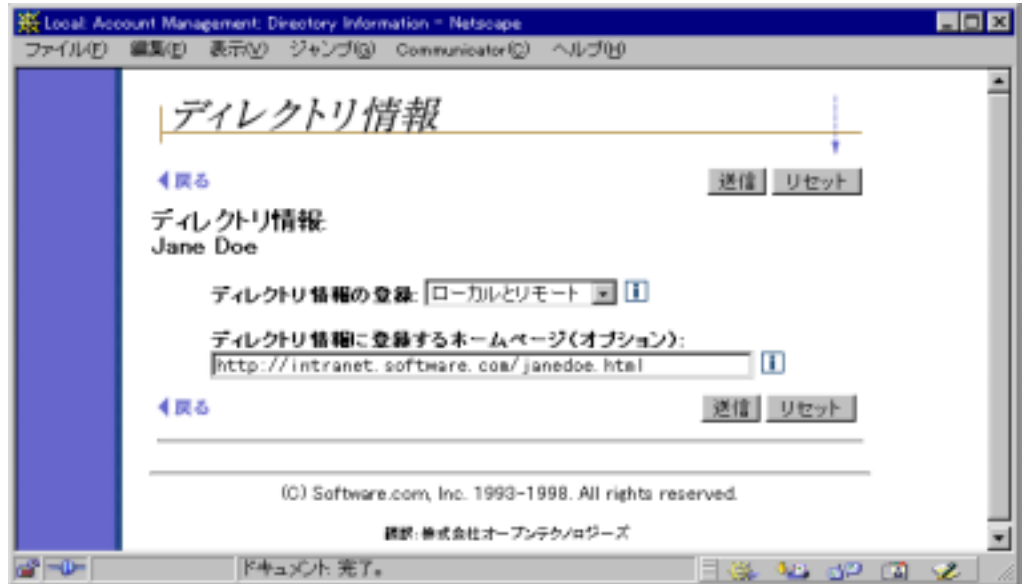 Local: Account Management: Directory Information - Netscape
ファイル(F) 編集(E) 表示(V) ジャンプ(G) Communicator(C) ヘルプ(H)
ディレクトリ情報
戻る 送信 リセット
ディレクトリ情報:
Jane Doe
ディレクトリ情報の登録: ローカルとリモート
ディレクトリ情報に登録するホームページ(オプション):
http://intranet.software.com/janedoe.html
戻る 送信 リセット
(C) Software.com, Inc. 1993-1998. All rights reserved.
翻訳: 株式会社オープンテクノロジーズ
ドキュメント: 完了。